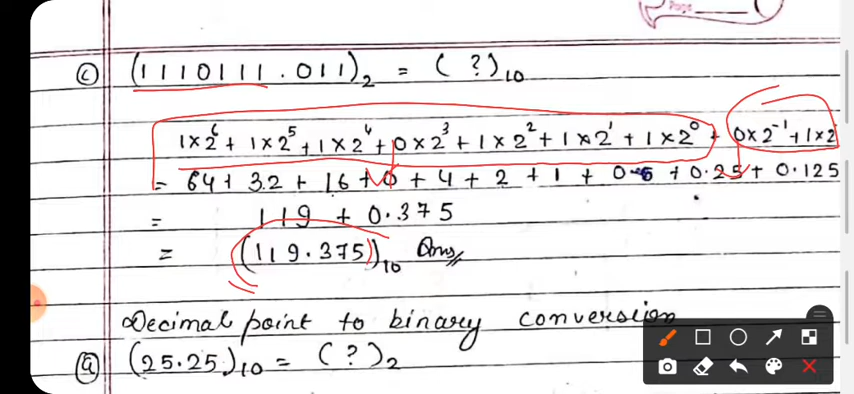 Page
Ⓒ (1110111.011)₂ = ( ? )₁₀
1×2⁶ + 1×2⁵ + 1×2⁴ + 0×2³ + 1×2² + 1×2¹ + 1×2⁰ + 0×2⁻¹ + 1×2
= 64 + 32 + 16 + 0 + 4 + 2 + 1 + 0. + 0.25 + 0.125
= 119 + 0.375
= (119.375)₁₀ Ans
Decimal point to binary conversion
ⓐ (25.25)₁₀ = ( ? )₂